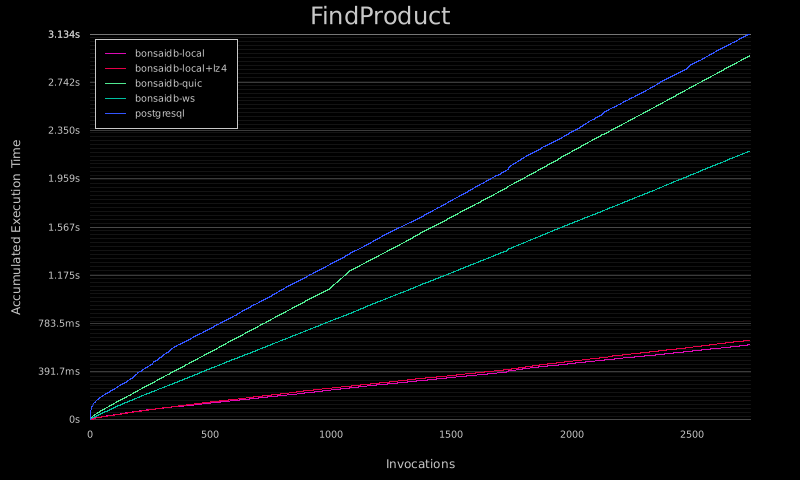 FindProduct
3.134s
2.742s
2.350s
1.959s
1.567s
1.175s
783.5ms
391.7ms
0s
bonsaidb-local
bonsaidb-local+lz4
bonsaidb-quic
bonsaidb-ws
postgresql
Accumulated Execution Time
0 500 1000 1500 2000 2500
Invocations